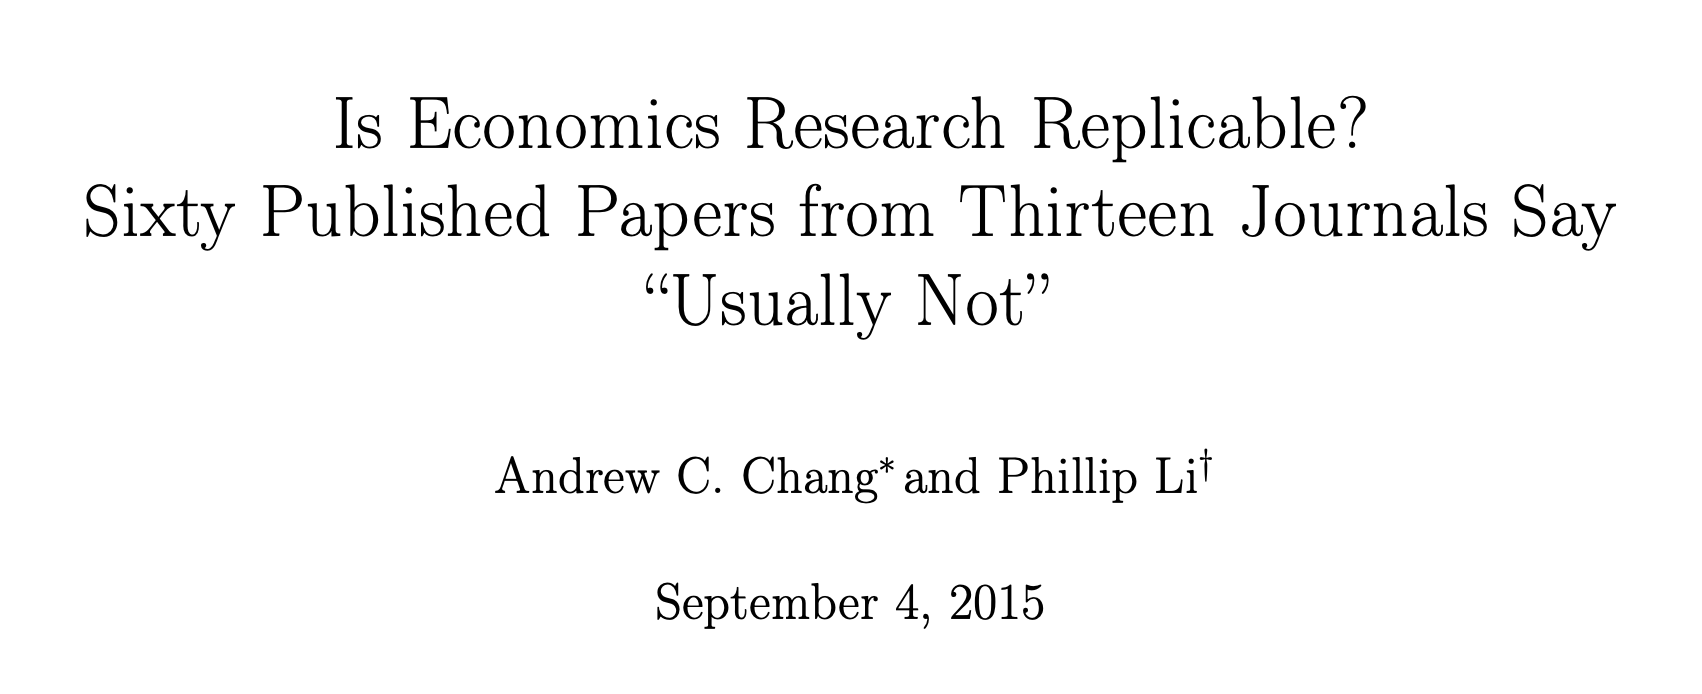 Is Economics Research Replicable?
Sixty Published Papers from Thirteen Journals Say
“Usually Not”
Andrew C. Chang* and Phillip Li†
September 4, 2015